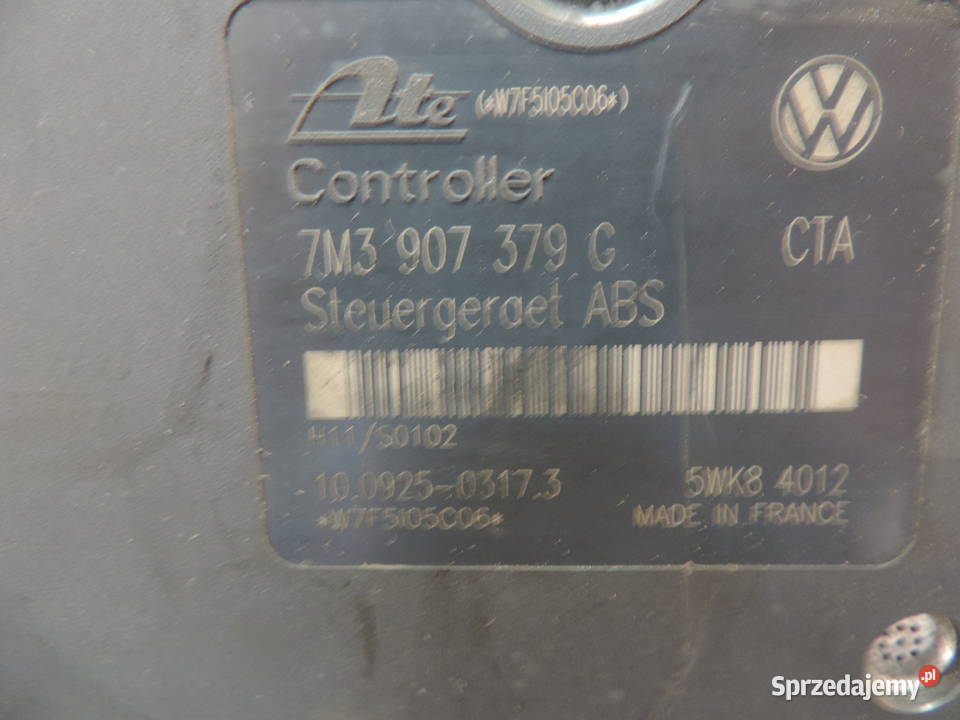 Ate (*W7F5I05C06*)
Controller
7M3 907 379 G CTA
Steuergeraet ABS
H11/S0102
10.0925-0317.3 5WK8 4012
*W7F5I05C06* MADE IN FRANCE
Sprzedajemy.pl